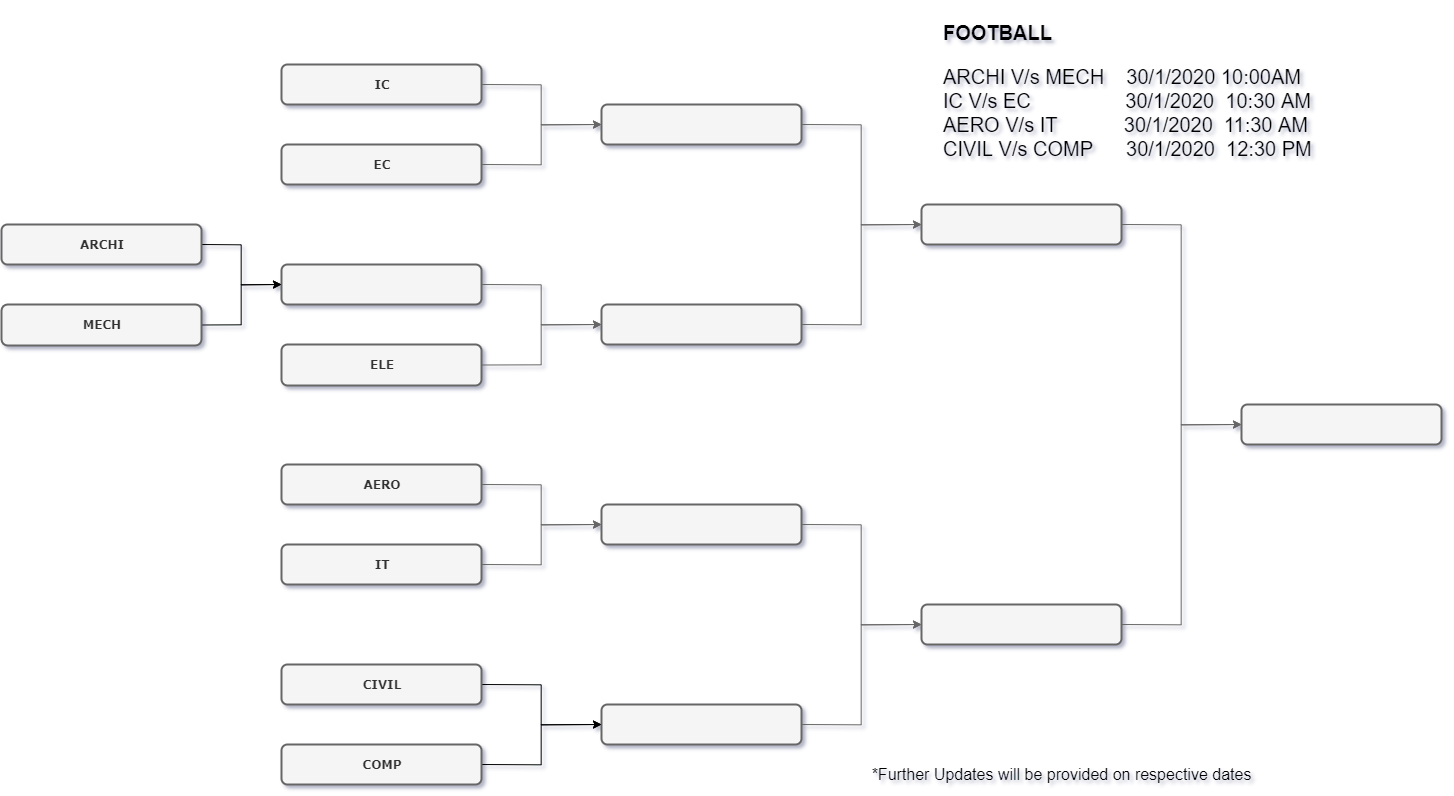 FOOTBALL
ARCHI V/s MECH 30/1/2020 10:00AM
IC V/s EC 30/1/2020 10:30 AM
AERO V/s IT 30/1/2020 11:30 AM
CIVIL V/s COMP 30/1/2020 12:30 PM
IC
EC
ARCHI
MECH
ELE
AERO
IT
CIVIL
COMP
*Further Updates will be provided on respective dates